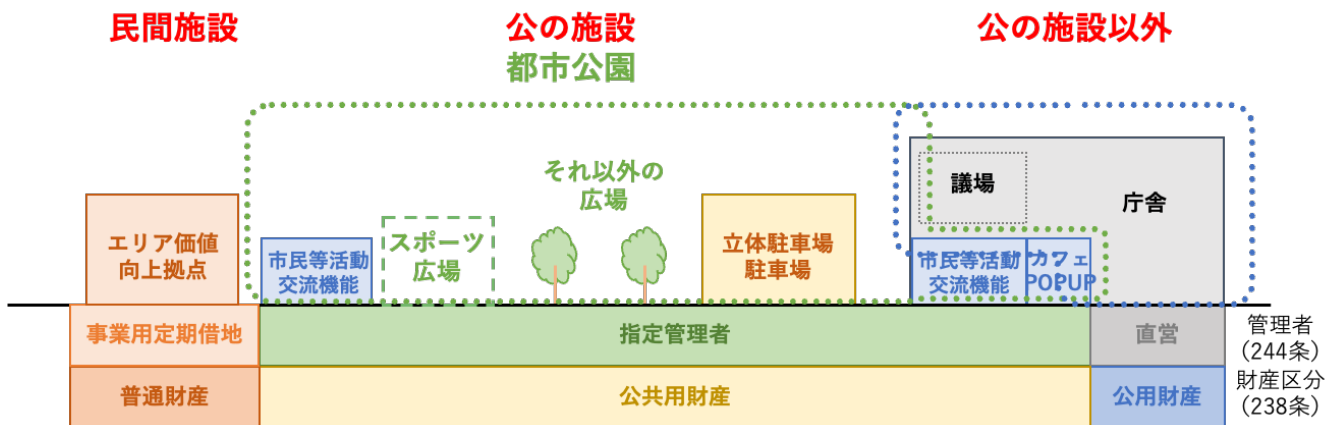 民間施設
公の施設
都市公園
公の施設以外
それ以外の
広場
議場
庁舎
エリア価値
向上拠点
市民等活動
交流機能
スポーツ
広場
立体駐車場
駐車場
市民等活動
交流機能
カフェ
POPUP
事業用定期借地
指定管理者
直営
管理者
(244条)
普通財産
公共用財産
公用財産
財産区分
(238条)